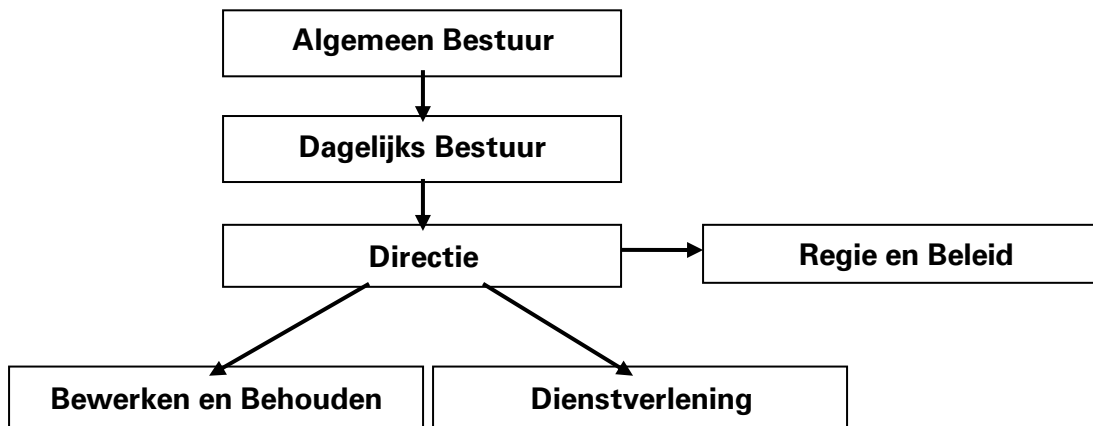 Algemeen Bestuur
Dagelijks Bestuur
Directie
Regie en Beleid
Bewerken en Behouden
Dienstverlening